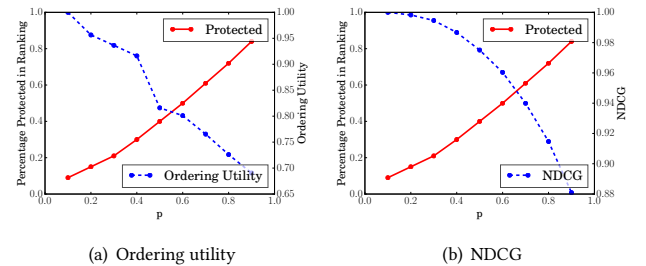 Percentage Protected in Ranking
1.0
0.8
0.6
0.4
0.2
0.0
0.0 0.2 0.4 0.6 0.8 1.0
p
1.00
0.95
0.90
0.85
0.80
0.75
0.70
0.65
Ordering Utility
Protected
Ordering Utility
(a) Ordering utility
Percentage Protected in Ranking
1.0
0.8
0.6
0.4
0.2
0.0
0.0 0.2 0.4 0.6 0.8 1.0
p
1.00
0.98
0.96
0.94
0.92
0.90
0.88
NDCG
Protected
NDCG
(b) NDCG